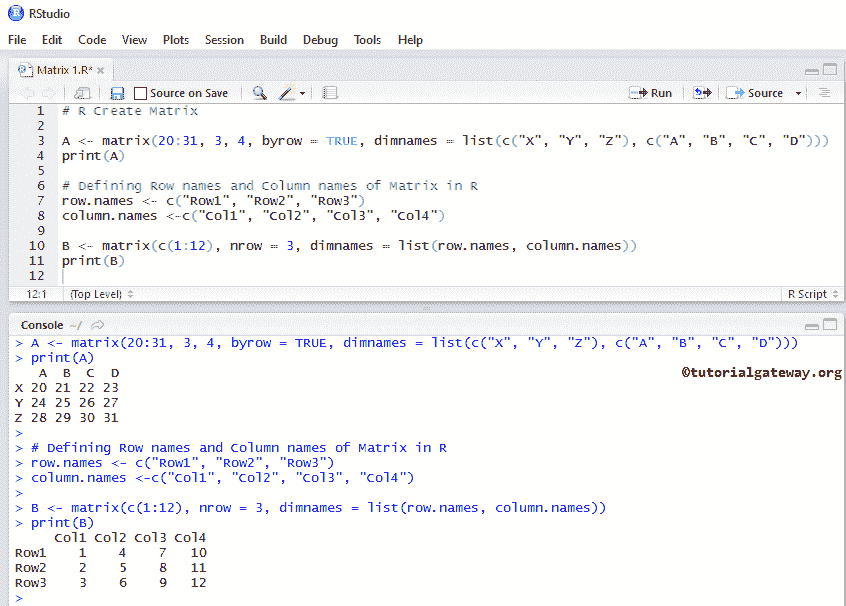 RStudio
File Edit Code View Plots Session Build Debug Tools Help
Matrix 1.R*
Source on Save Run Source
1 # R Create Matrix
2
3 A <- matrix(20:31, 3, 4, byrow = TRUE, dimnames = list(c("X", "Y", "Z"), c("A", "B", "C", "D")))
4 print(A)
5
6 # Defining Row names and Column names of Matrix in R
7 row.names <- c("Row1", "Row2", "Row3")
8 column.names <-c("Col1", "Col2", "Col3", "Col4")
9
10 B <- matrix(c(1:12), nrow = 3, dimnames = list(row.names, column.names))
11 print(B)
12
12:1 (Top Level) R Script
Console ~/
> A <- matrix(20:31, 3, 4, byrow = TRUE, dimnames = list(c("X", "Y", "Z"), c("A", "B", "C", "D")))
> print(A)
A B C D
©tutorialgateway.org
X 20 21 22 23
Y 24 25 26 27
Z 28 29 30 31
>
> # Defining Row names and Column names of Matrix in R
> row.names <- c("Row1", "Row2", "Row3")
> column.names <-c("Col1", "Col2", "Col3", "Col4")
>
> B <- matrix(c(1:12), nrow = 3, dimnames = list(row.names, column.names))
> print(B)
Col1 Col2 Col3 Col4
Row1 1 4 7 10
Row2 2 5 8 11
Row3 3 6 9 12
>